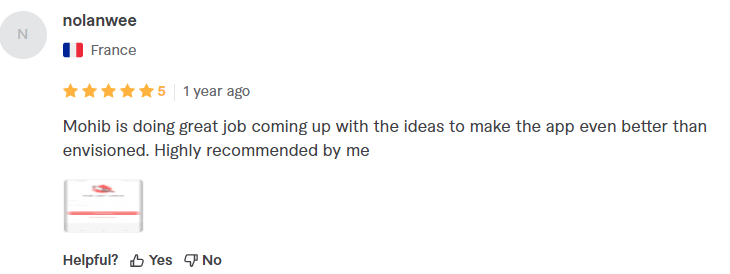 N
nolanwee
France
5
1 year ago
Mohib is doing great job coming up with the ideas to make the app even better than
envisioned. Highly recommended by me
Helpful?
Yes
No